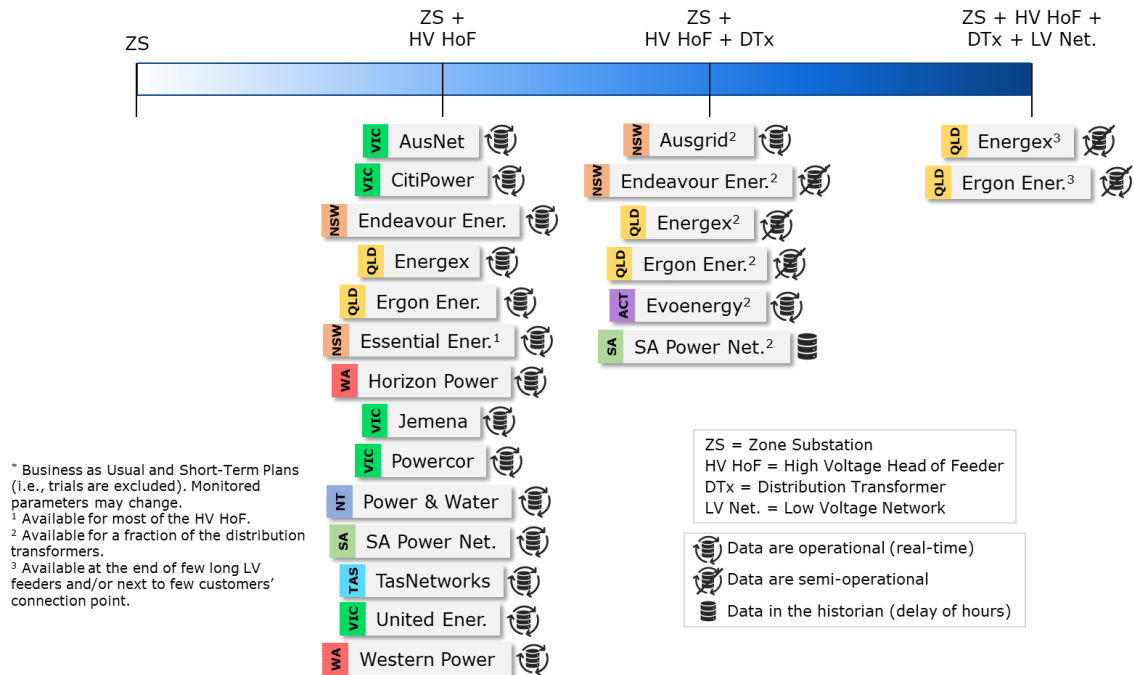 ZS
ZS +
HV HoF
ZS +
HV HoF + DTx
ZS + HV HoF +
DTx + LV Net.
VIC AusNet
VIC CitiPower
NSW Endeavour Ener.
QLD Energex
QLD Ergon Ener.
NSW Essential Ener.¹
WA Horizon Power
VIC Jemena
VIC Powercor
NT Power & Water
SA SA Power Net.
TAS TasNetworks
VIC United Ener.
WA Western Power
NSW Ausgrid²
NSW Endeavour Ener.²
QLD Energex²
QLD Ergon Ener.²
ACT Evoenergy²
SA SA Power Net.²
QLD Energex³
QLD Ergon Ener.³
* Business as Usual and Short-Term Plans
(i.e., trials are excluded). Monitored
parameters may change.
¹ Available for most of the HV HoF.
² Available for a fraction of the distribution
transformers.
³ Available at the end of few long LV
feeders and/or next to few customers’
connection point.
ZS = Zone Substation
HV HoF = High Voltage Head of Feeder
DTx = Distribution Transformer
LV Net. = Low Voltage Network
Data are operational (real-time)
Data are semi-operational
Data in the historian (delay of hours)